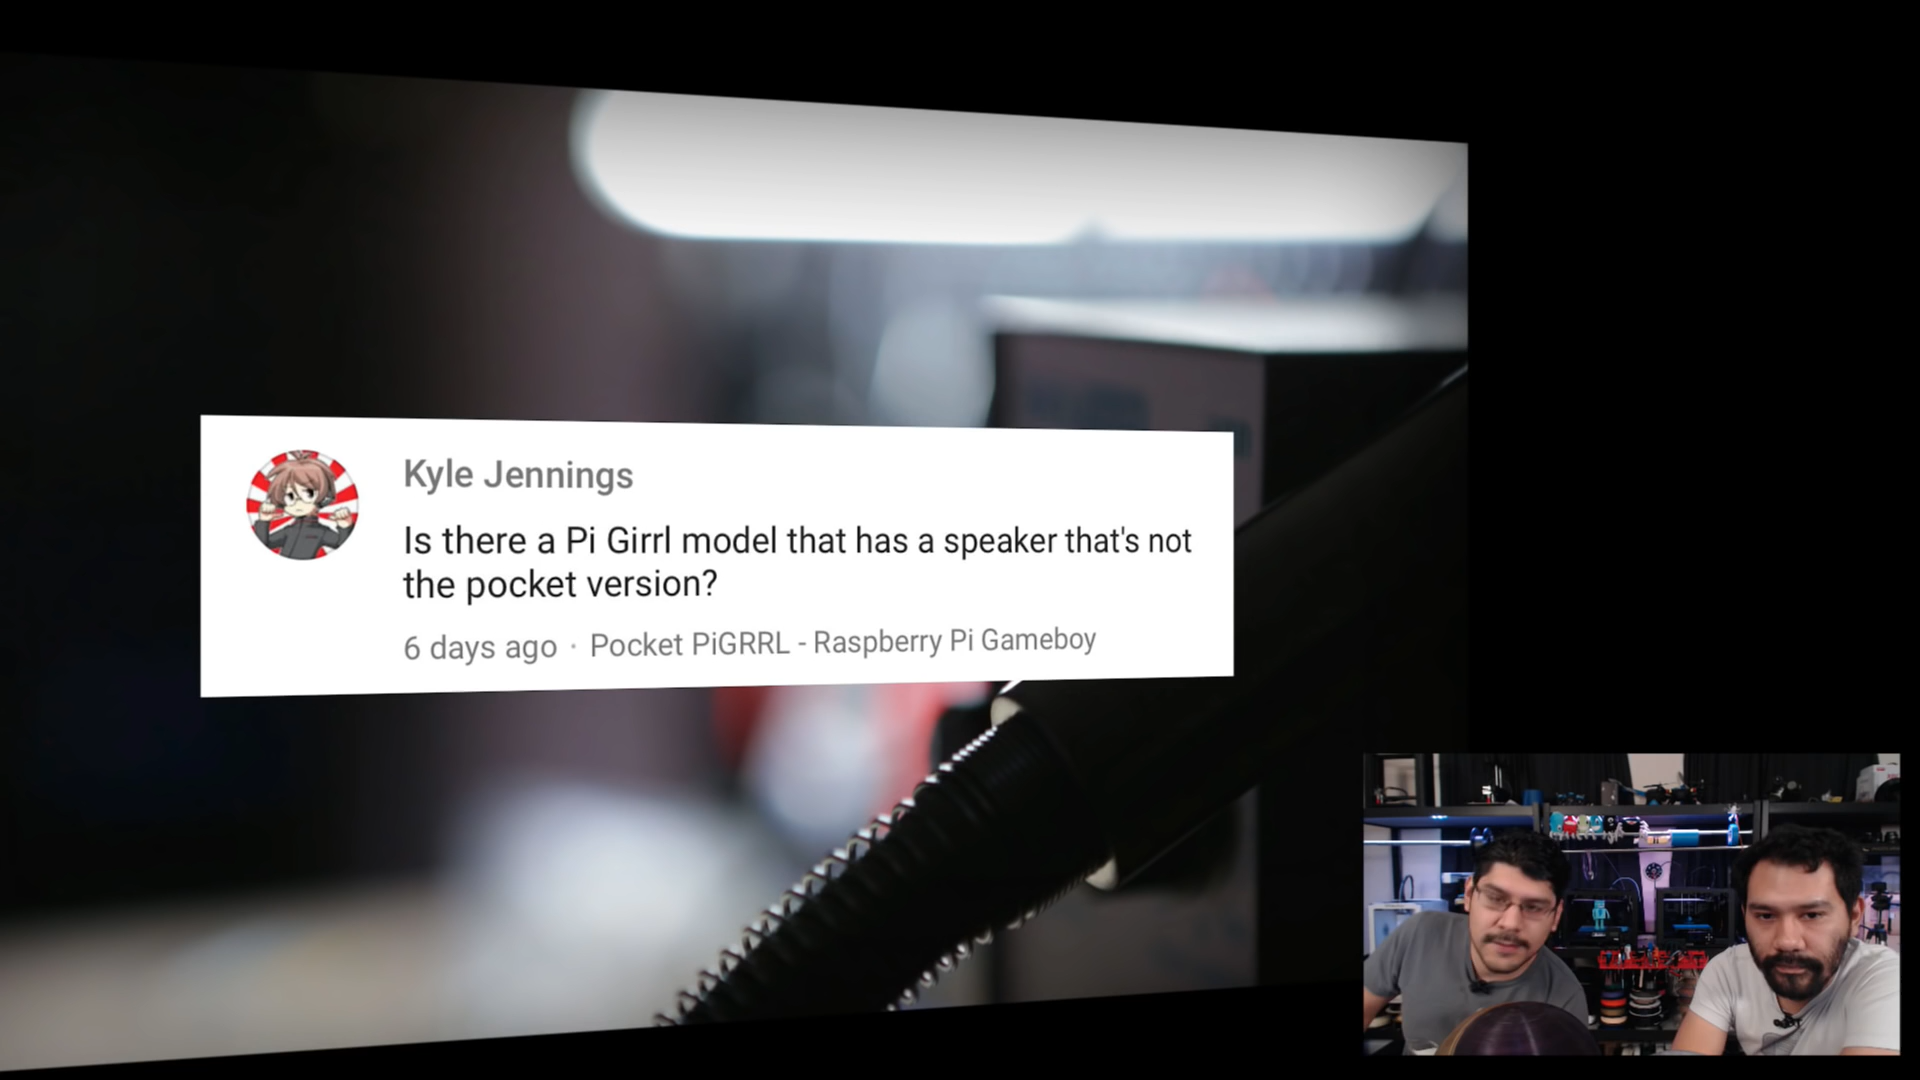 Kyle Jennings
Is there a Pi Girrl model that has a speaker that's not
the pocket version?
6 days ago · Pocket PiGRRL - Raspberry Pi Gameboy